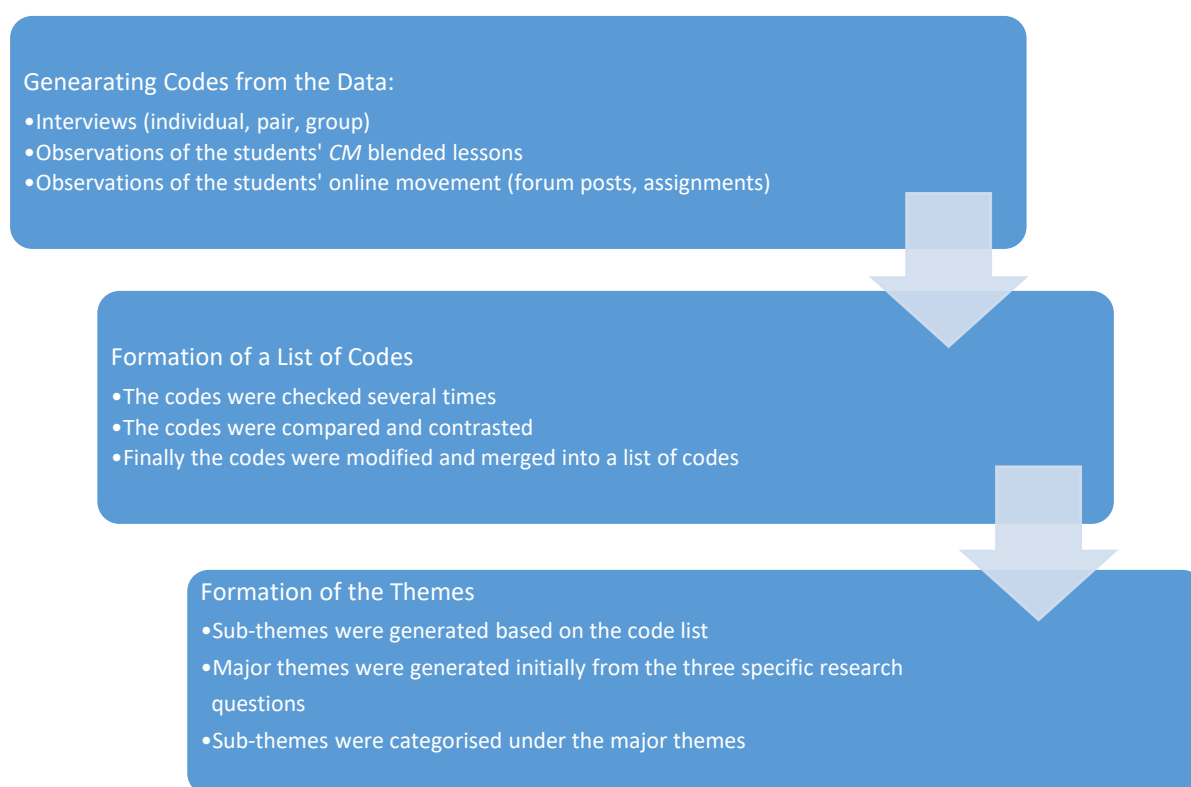 Genearating Codes from the Data:
•Interviews (individual, pair, group)
•Observations of the students' CM blended lessons
•Observations of the students' online movement (forum posts, assignments)
Formation of a List of Codes
•The codes were checked several times
•The codes were compared and contrasted
•Finally the codes were modified and merged into a list of codes
Formation of the Themes
•Sub-themes were generated based on the code list
•Major themes were generated initially from the three specific research
questions
•Sub-themes were categorised under the major themes